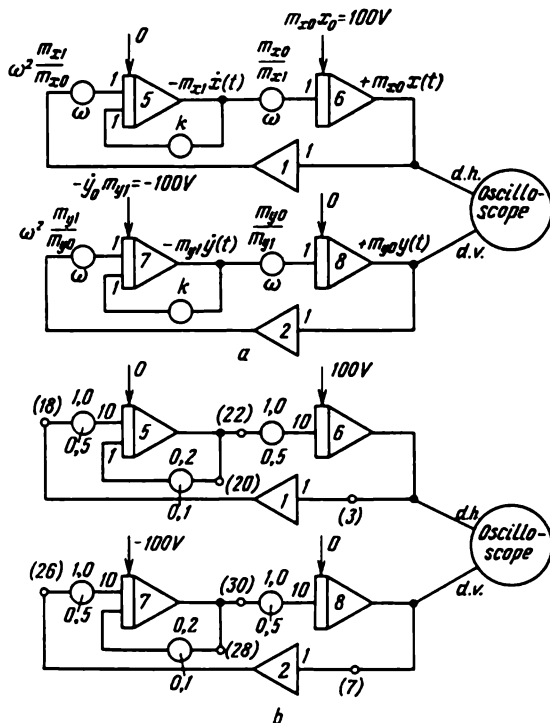 0
m_x0 x_0 = 100V
ω² m_x1/m_x0
1
5
-m_x1 ẋ(t)
m_x0/m_x1
1
6
+m_x0 x(t)
ω
1
k
ω
1
1
d.h.
-ẏ_0 m_y1 = -100V
0
Oscillo-
scope
ω² m_y1/m_y0
1
7
-m_y1 ẏ(t)
m_y0/m_y1
1
8
+m_y0 y(t)
d.v.
ω
1
k
ω
2
1
a
0
100V
(18)
1,0
10
5
(22)
1,0
10
6
0,5
1
0,2
0,5
(20)
0,1
1
1
(3)
d.h.
-100V
0
Oscillo-
scope
(26)
1,0
10
7
(30)
1,0
10
8
d.v.
0,5
1
0,2
0,5
(28)
0,1
2
1
(7)
b